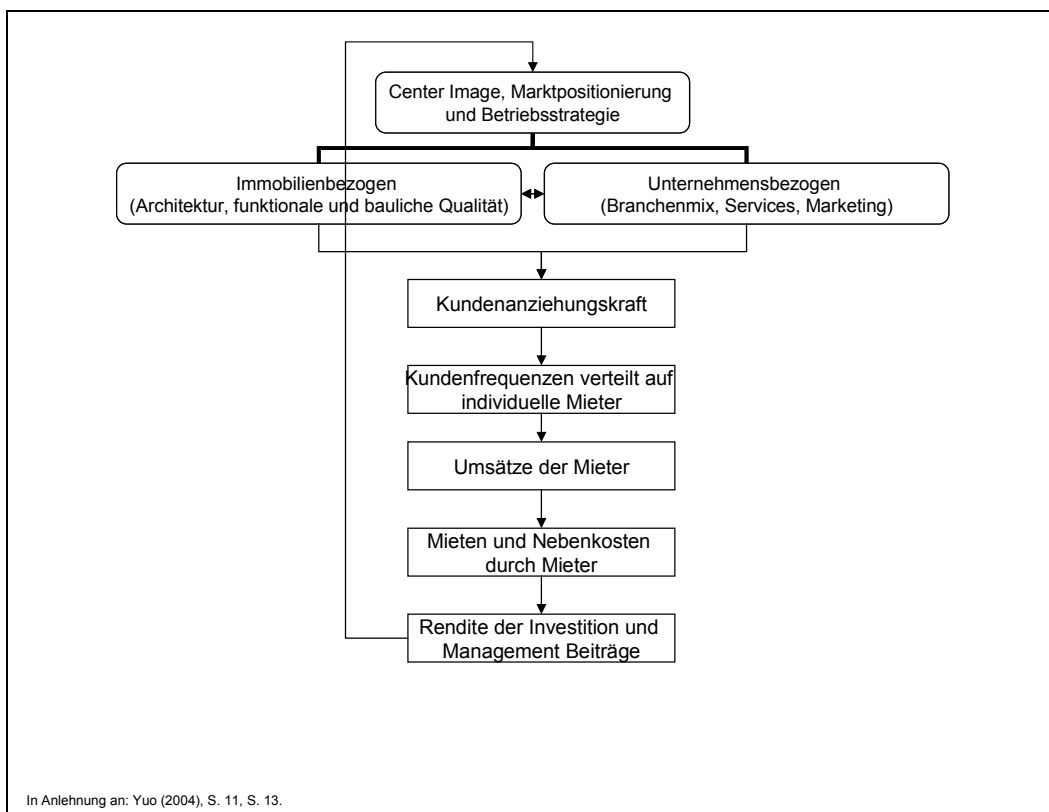 Center Image, Marktpositionierung
und Betriebsstrategie
Immobilienbezogen
(Architektur, funktionale und bauliche Qualität)
Unternehmensbezogen
(Branchenmix, Services, Marketing)
Kundenanziehungskraft
Kundenfrequenzen verteilt auf
individuelle Mieter
Umsätze der Mieter
Mieten und Nebenkosten
durch Mieter
Rendite der Investition und
Management Beiträge
In Anlehnung an: Yuo (2004), S. 11, S. 13.